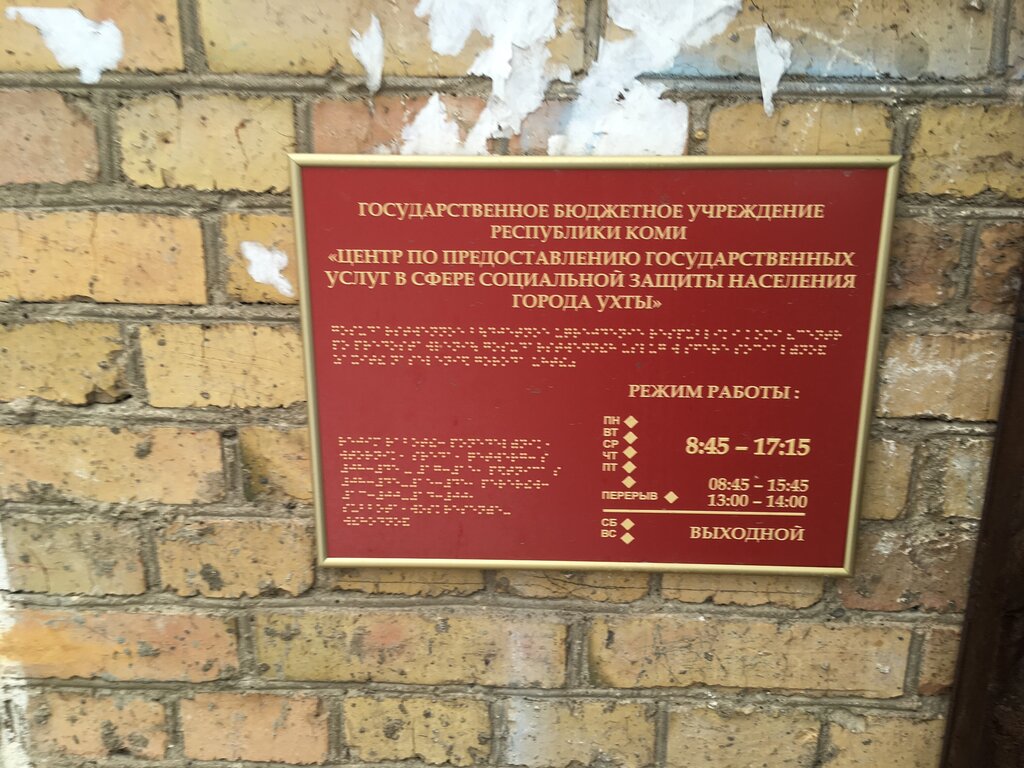 ГОСУДАРСТВЕННОЕ БЮДЖЕТНОЕ УЧРЕЖДЕНИЕ
РЕСПУБЛИКИ КОМИ
«ЦЕНТР ПО ПРЕДОСТАВЛЕНИЮ ГОСУДАРСТВЕННЫХ
УСЛУГ В СФЕРЕ СОЦИАЛЬНОЙ ЗАЩИТЫ НАСЕЛЕНИЯ
ГОРОДА УХТЫ»
РЕЖИМ РАБОТЫ :
ПН
ВТ
СР
ЧТ
ПТ
8:45 – 17:15
08:45 – 15:45
ПЕРЕРЫВ 13:00 – 14:00
СБ
ВС
ВЫХОДНОЙ